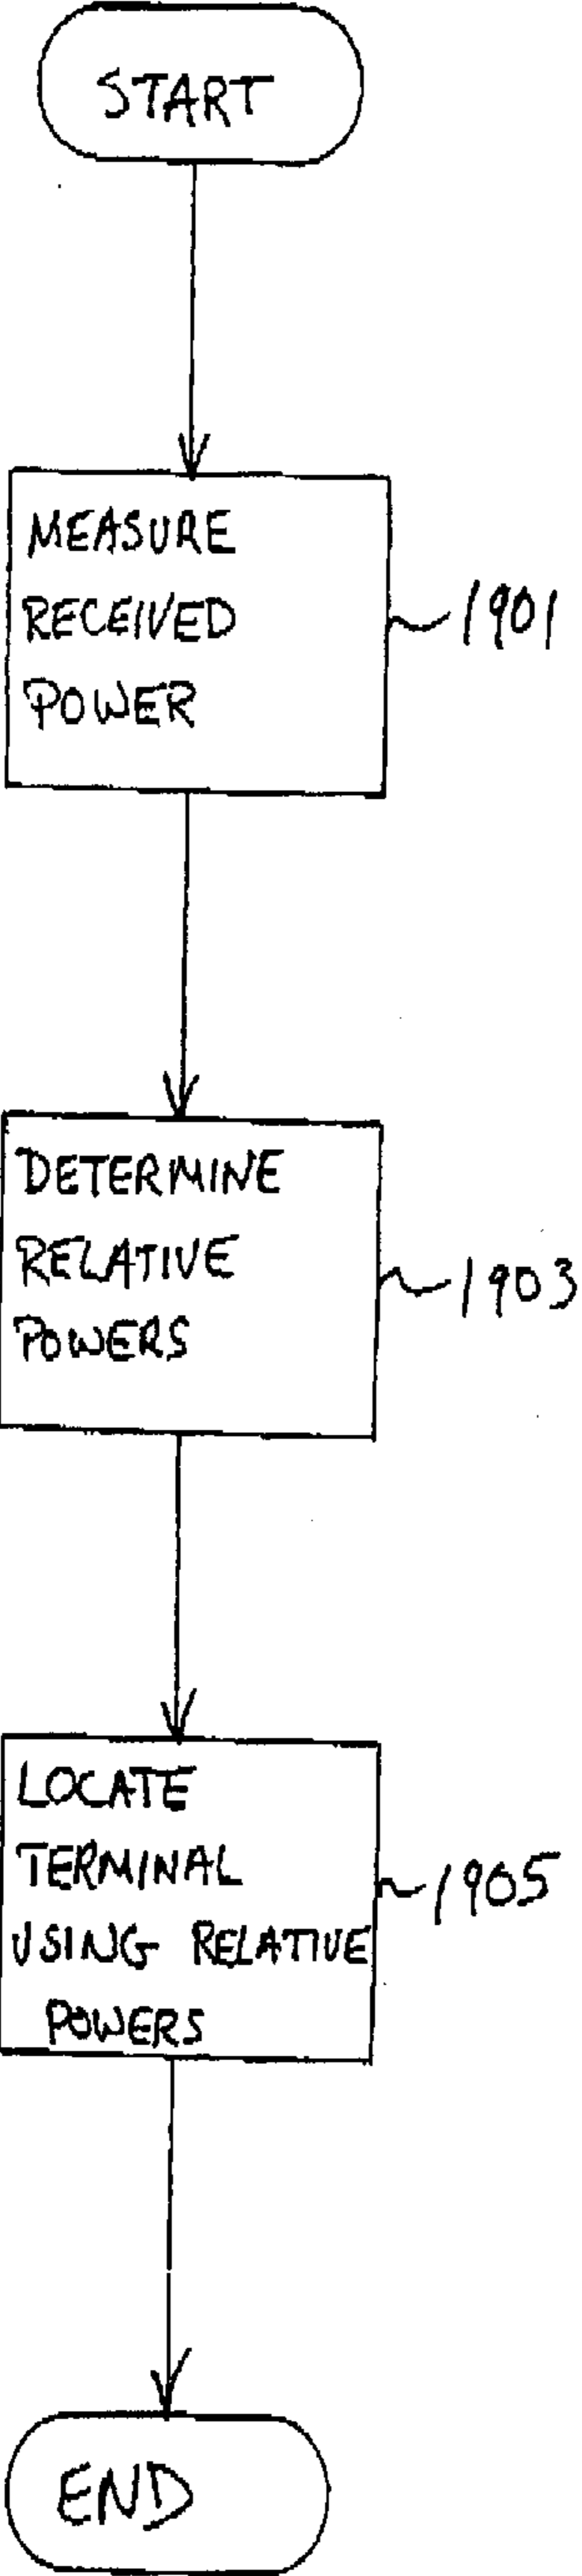 START
MEASURE
RECEIVED
POWER
1901
DETERMINE
RELATIVE
POWERS
1903
LOCATE
TERMINAL
USING RELATIVE
POWERS
1905
END